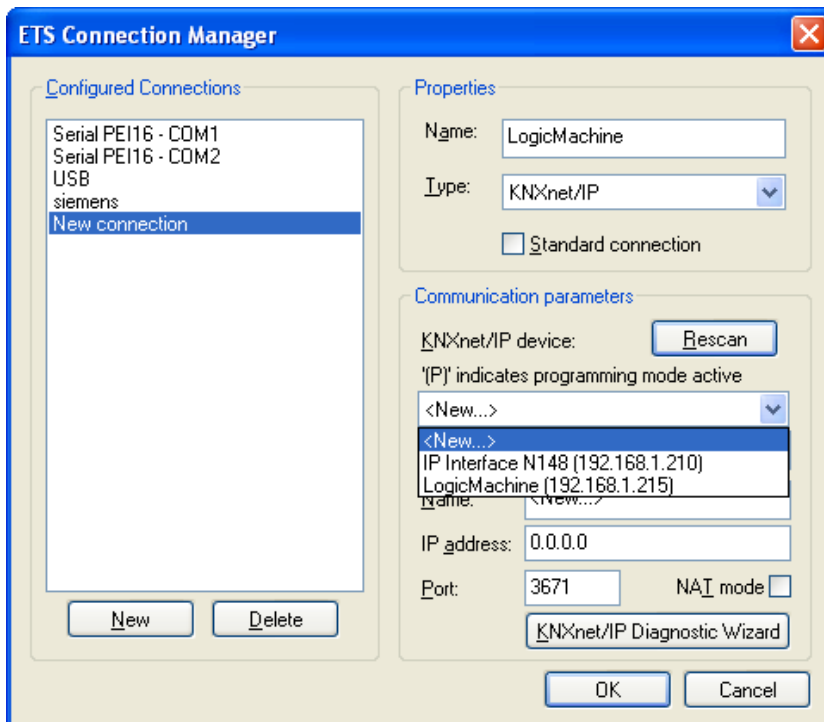 ETS Connection Manager
Configured Connections
Serial PEI16 - COM1
Serial PEI16 - COM2
USB
siemens
New connection
New
Delete
Properties
Name:
LogicMachine
Type:
KNXnet/IP
Standard connection
Communication parameters
KNXnet/IP device:
Rescan
'(P)' indicates programming mode active
<New...>
<New...>
IP Interface N148 (192.168.1.210)
LogicMachine (192.168.1.215)
Name:
<New...>
IP address:
0.0.0.0
Port:
3671
NAT mode
KNXnet/IP Diagnostic Wizard
OK
Cancel